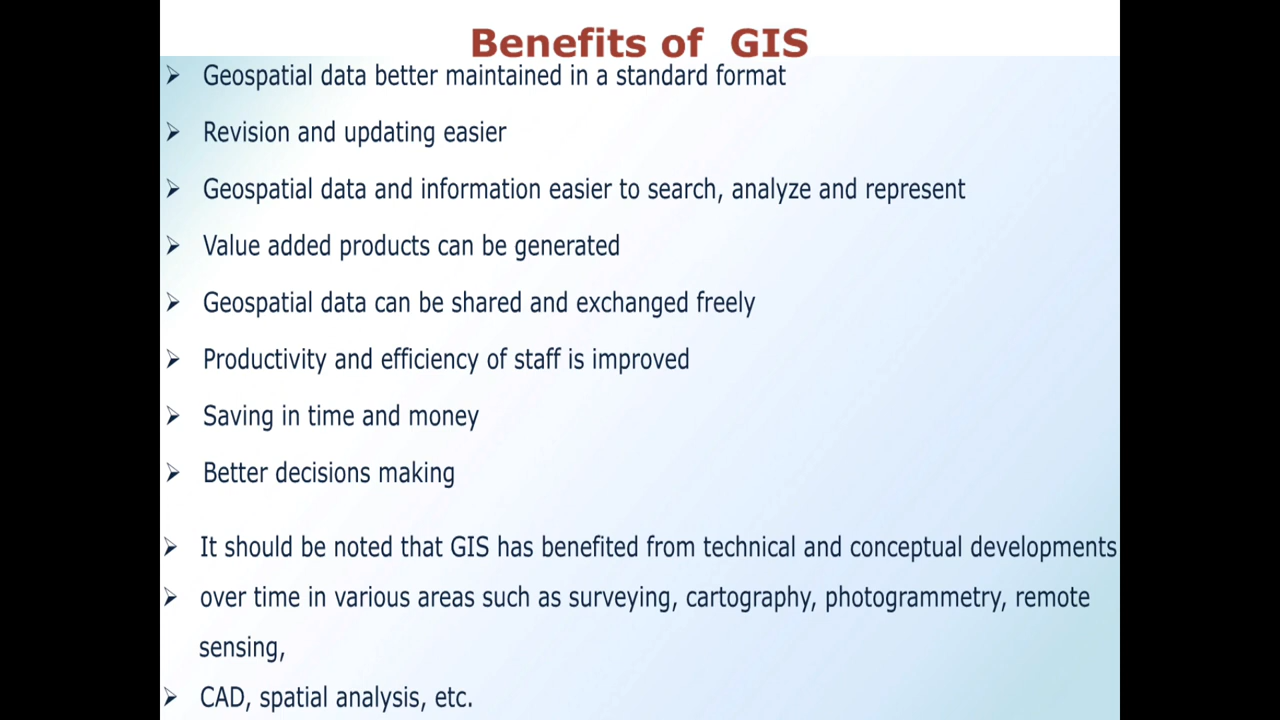 Benefits of  GIS
➢ Geospatial data better maintained in a standard format
➢ Revision and updating easier
➢ Geospatial data and information easier to search, analyze and represent
➢ Value added products can be generated
➢ Geospatial data can be shared and exchanged freely
➢ Productivity and efficiency of staff is improved
➢ Saving in time and money
➢ Better decisions making
➢ It should be noted that GIS has benefited from technical and conceptual developments
➢ over time in various areas such as surveying, cartography, photogrammetry, remote
sensing,
➢ CAD, spatial analysis, etc.